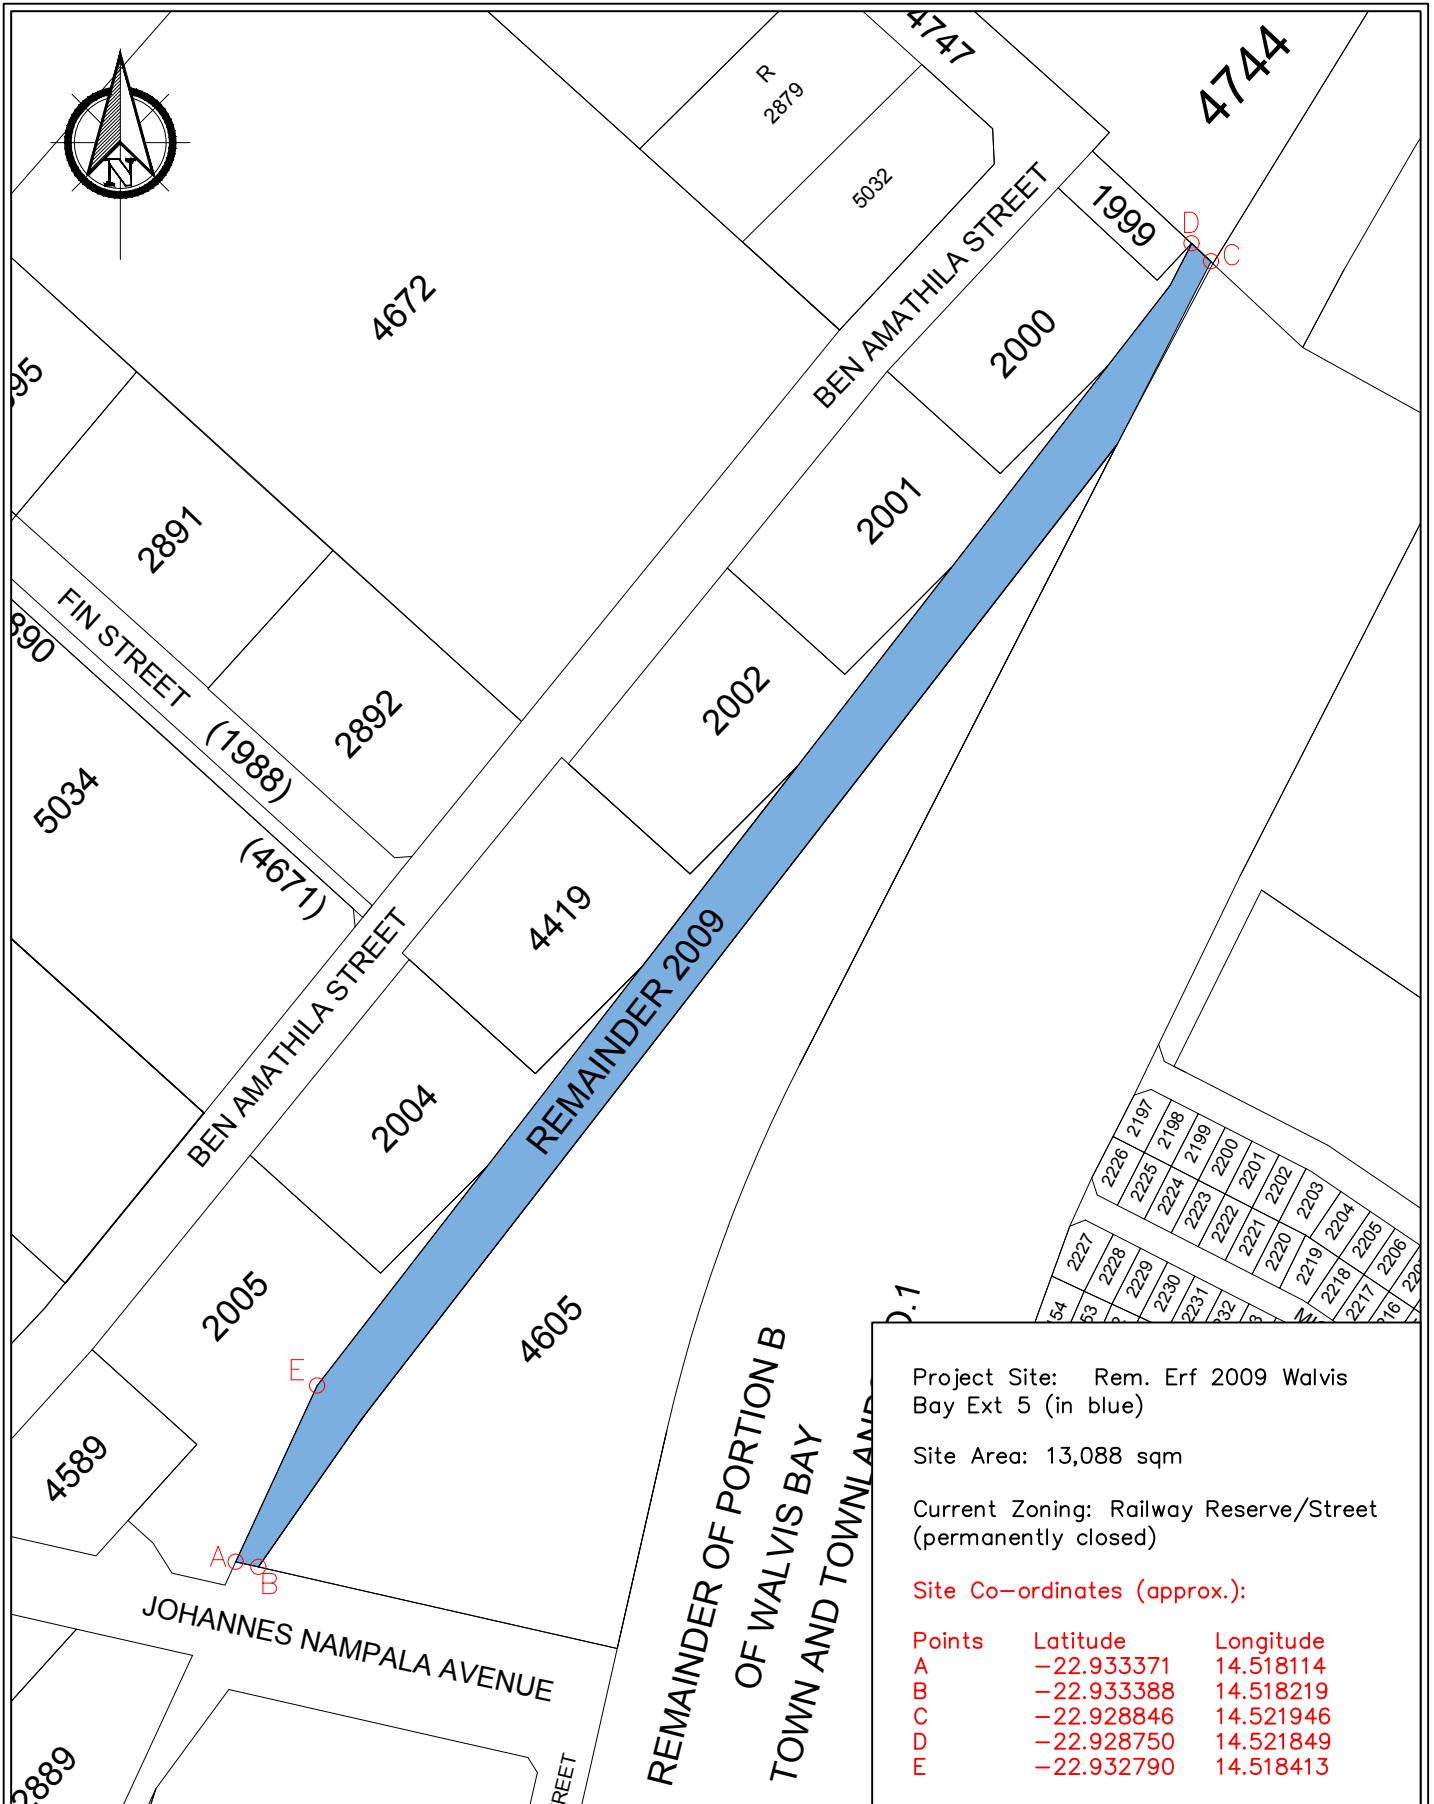 4747
4744
R
2879
5032
N
1999
D
C
BEN AMATHILA STREET
4672
2000
2001
2891
FIN STREET
(1988)
2892
2002
5034
(4671)
4419
BEN AMATHILA STREET
REMAINDER 2009
2004
2005
4605
E
4589
A
B
JOHANNES NAMPALA AVENUE
2889
REMAINDER OF PORTION B
OF WALVIS BAY
2197
2198
2199
2200
2201
2202
2203
2204
2205
2206
2226
2225
2224
2223
2222
2221
2220
2219
2218
2217
2227
2228
2229
2230
2231
Project Site: Rem. Erf 2009 Walvis
Bay Ext 5 (in blue)
Site Area: 13,088 sqm
Current Zoning: Railway Reserve/Street
(permanently closed)
Site Co-ordinates (approx.):
Points Latitude Longitude
A -22.933371 14.518114
B -22.933388 14.518219
C -22.928846 14.521946
D -22.928750 14.521849
E -22.932790 14.518413